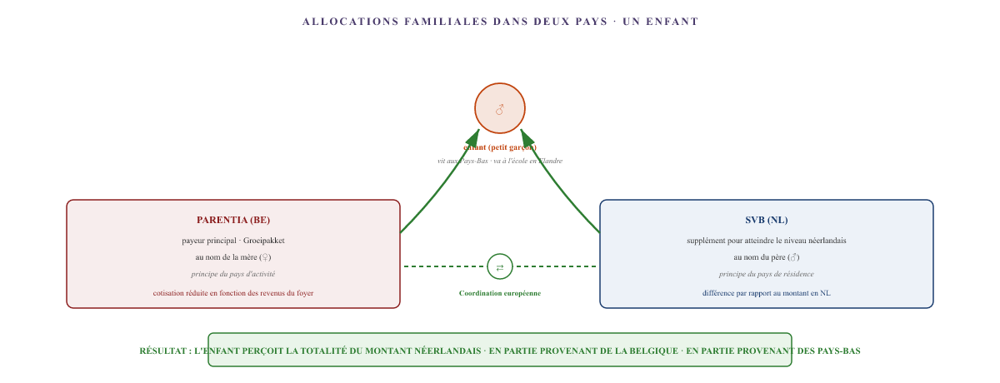 ALLOCATIONS FAMILIALES DANS DEUX PAYS · UN ENFANT
♂
enfant (petit garçon)
vit aux Pays-Bas · va à l'école en Flandre
PARENTIA (BE)
payeur principal · Groeipakket
au nom de la mère (♀)
principe du pays d'activité
cotisation réduite en fonction des revenus du foyer
⇄
Coordination européenne
SVB (NL)
supplément pour atteindre le niveau néerlandais
au nom du père (♂)
principe du pays de résidence
différence par rapport au montant en NL
RÉSULTAT : L'ENFANT PERÇOIT LA TOTALITÉ DU MONTANT NÉERLANDAIS · EN PARTIE PROVENANT DE LA BELGIQUE · EN PARTIE PROVENANT DES PAYS-BAS